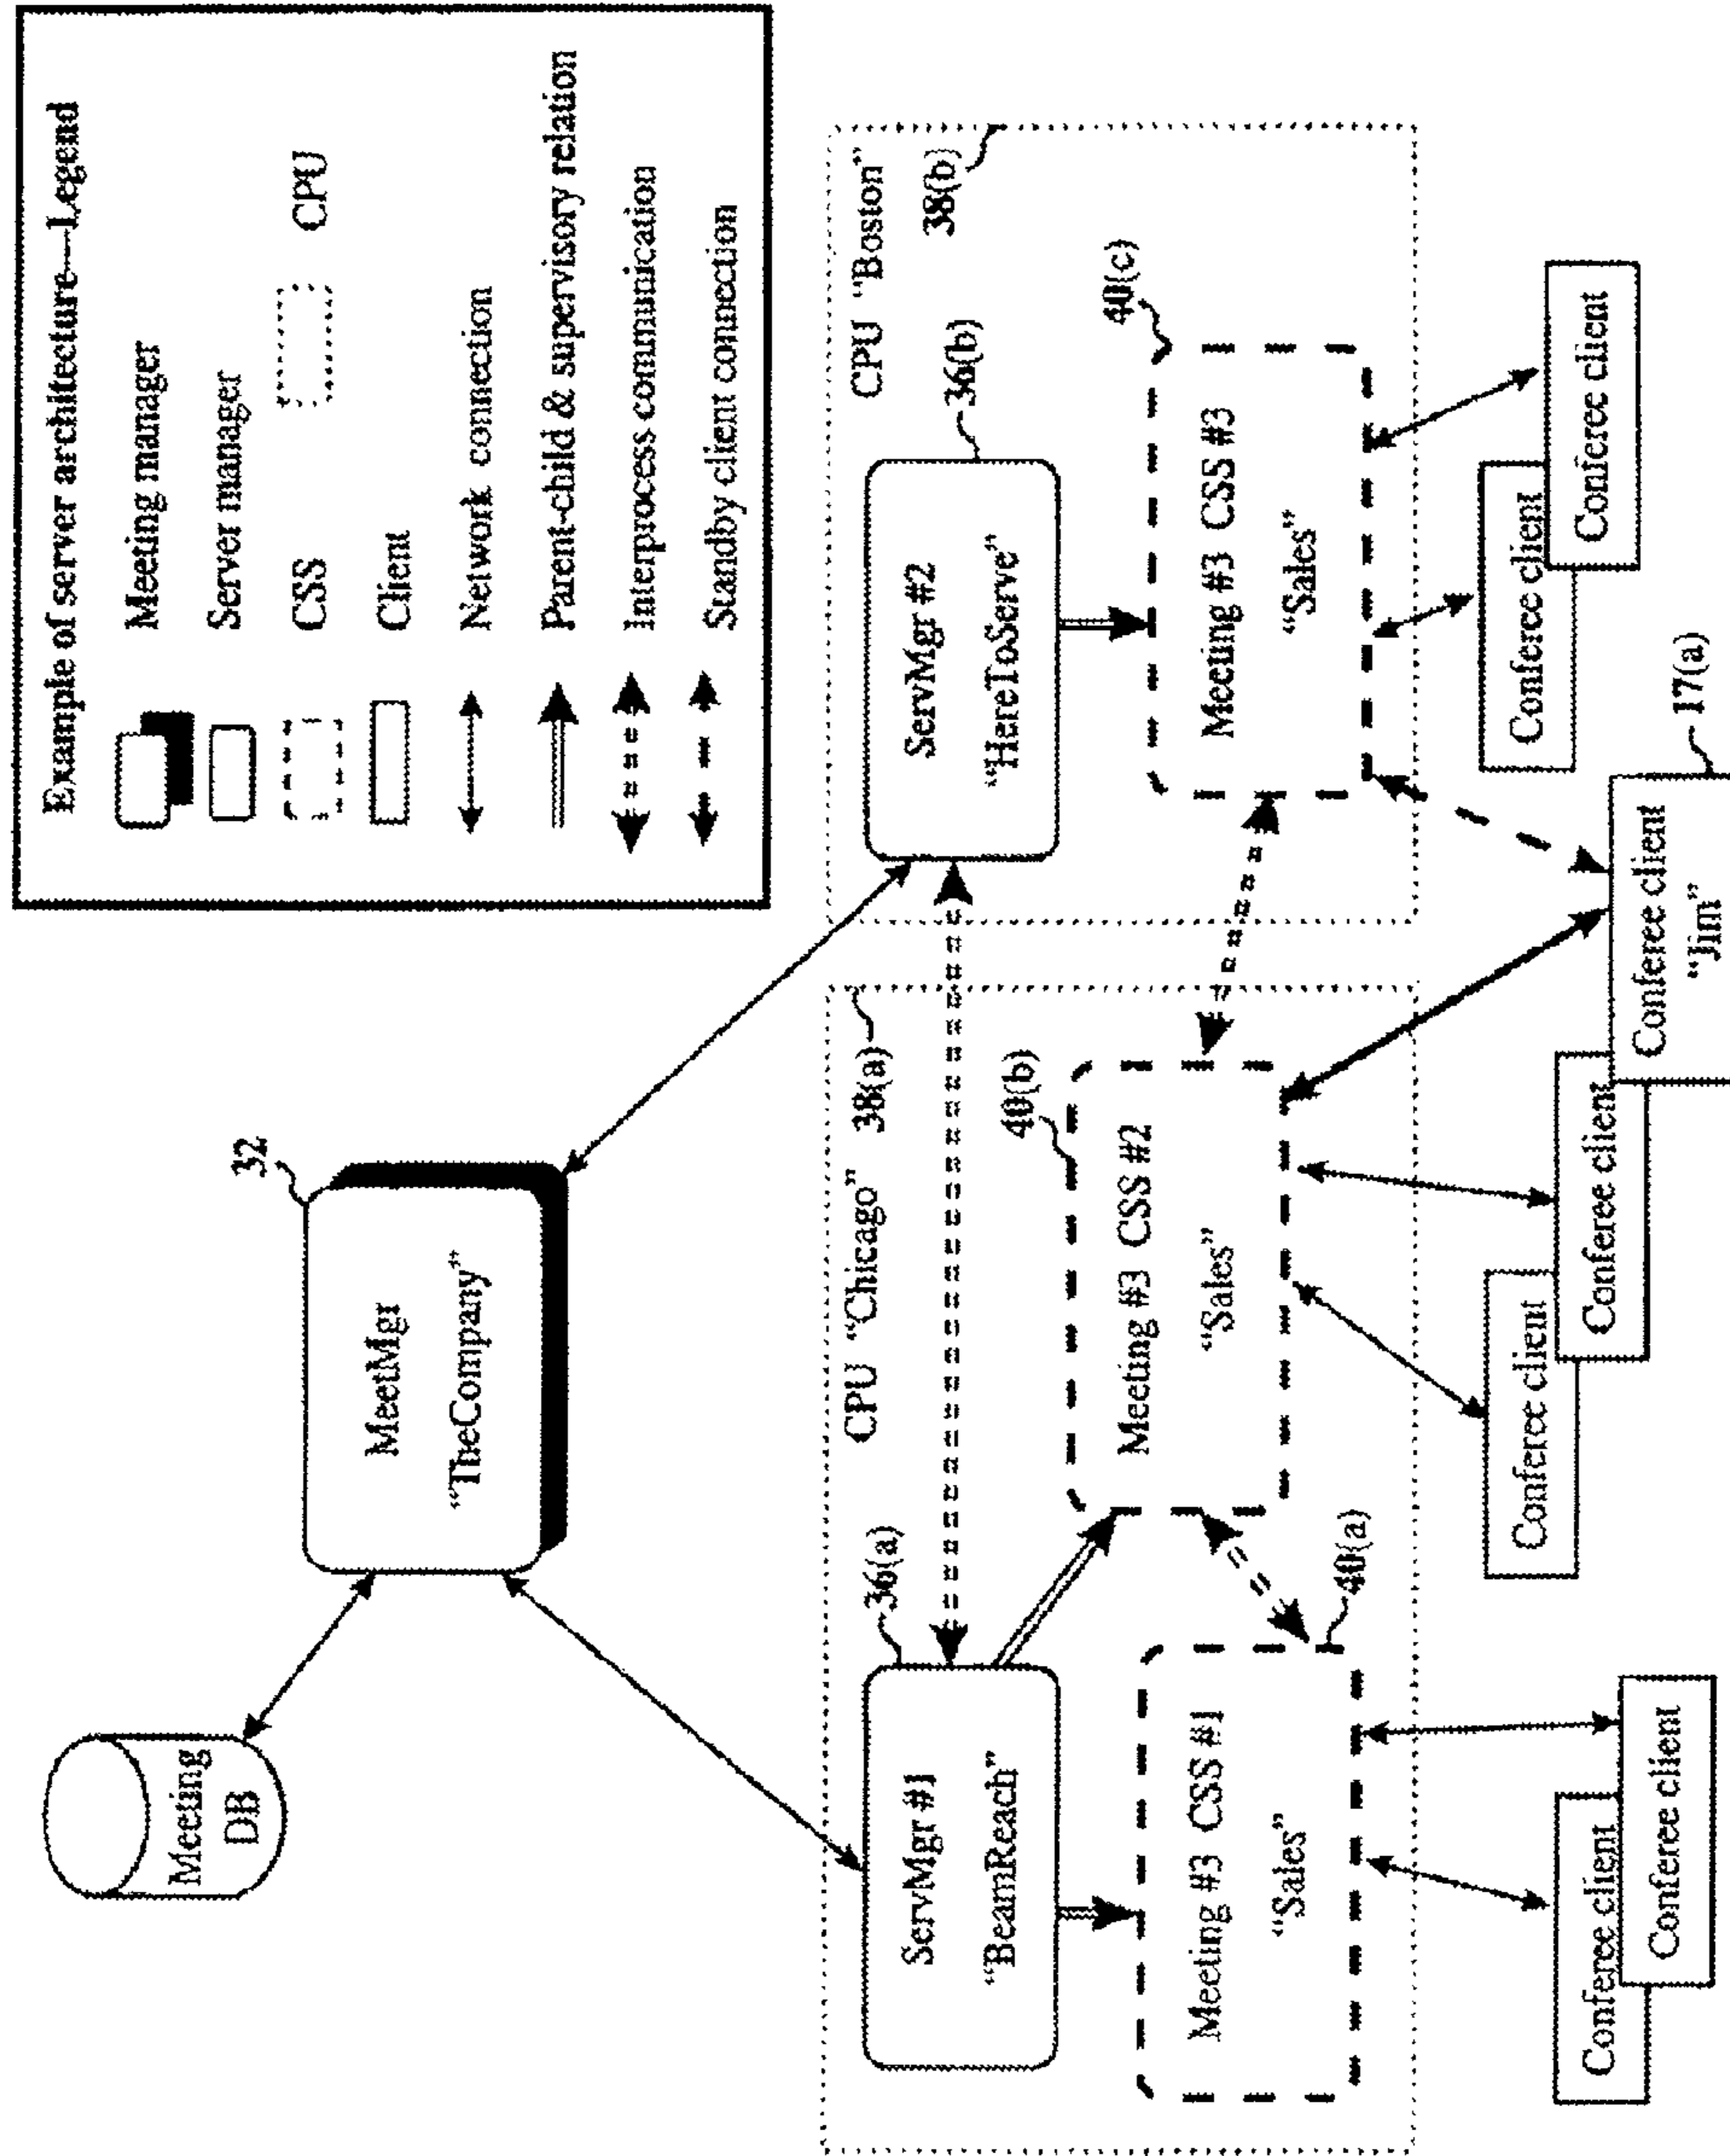 Example of server architecture—Legend
Meeting manager
Server manager
CSS
CPU
Client
Network connection
Parent-child & supervisory relation
Interprocess communication
Standby client connection
Meeting
DB
32
MeetMgr
“TheCompany”
CPU “Chicago”
38(a)
CPU “Boston”
38(b)
36(a)
ServMgr #1
“BeamReach”
36(b)
ServMgr #2
“HereToServe”
40(a)
Meeting #3 CSS #1
“Sales”
40(b)
Meeting #3 CSS #2
“Sales”
40(c)
Meeting #3 CSS #3
“Sales”
Conferee client
Conferee client
Conferee client
Conferee client
Conferee client
“Jim”
17(a)
Conferee client
Conferee client